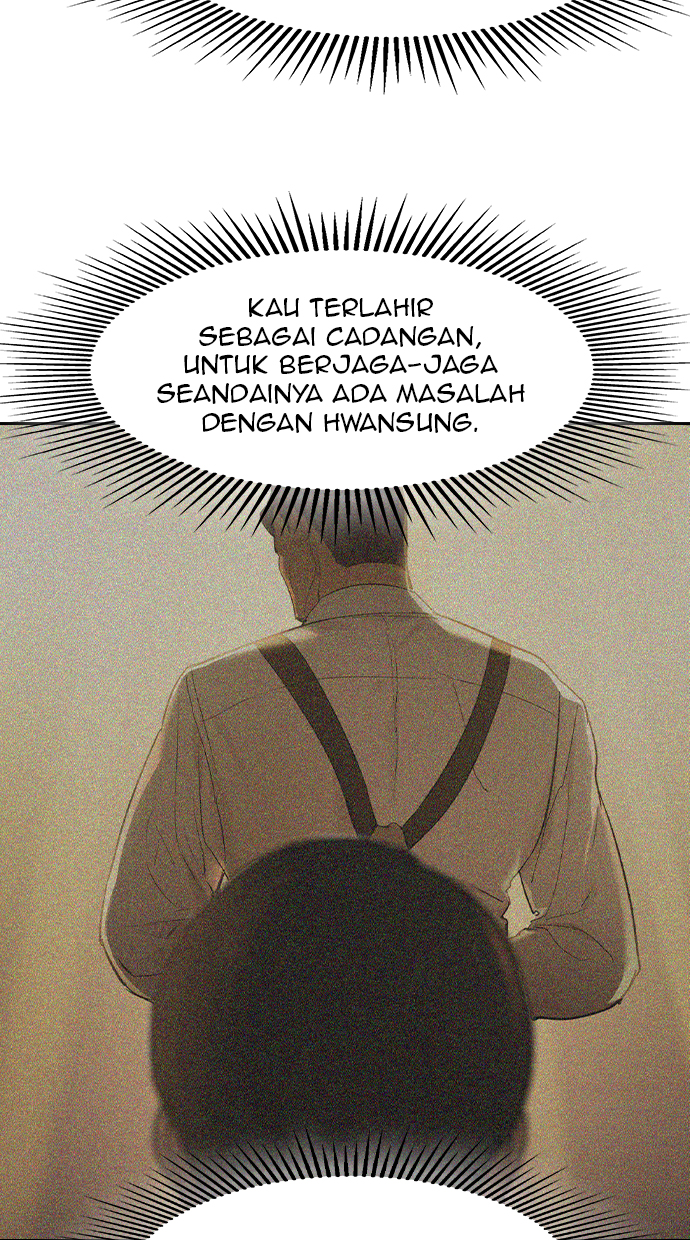 KAU TERLAHIR
SEBAGAI CADANGAN,
UNTUK BERJAGA-JAGA
SEANDAINYA ADA MASALAH
DENGAN HWANSUNG.